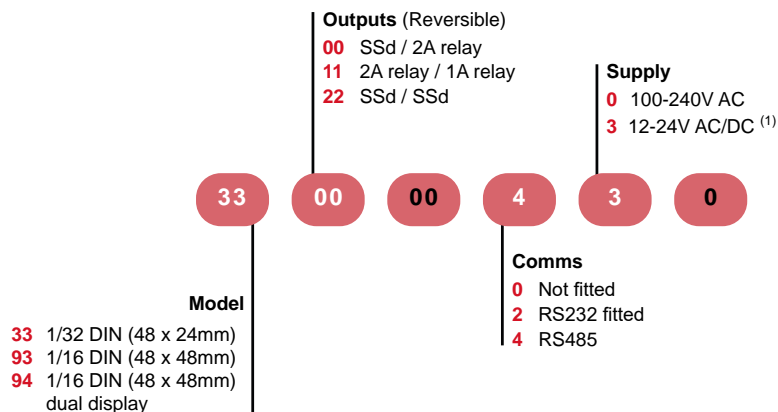 Outputs (Reversible)
00 SSd / 2A relay
11 2A relay / 1A relay
22 SSd / SSd
Supply
0 100-240V AC
3 12-24V AC/DC (1)
33 00 00 4 3 0
Model
33 1/32 DIN (48 x 24mm)
93 1/16 DIN (48 x 48mm)
94 1/16 DIN (48 x 48mm)
dual display
Comms
0 Not fitted
2 RS232 fitted
4 RS485